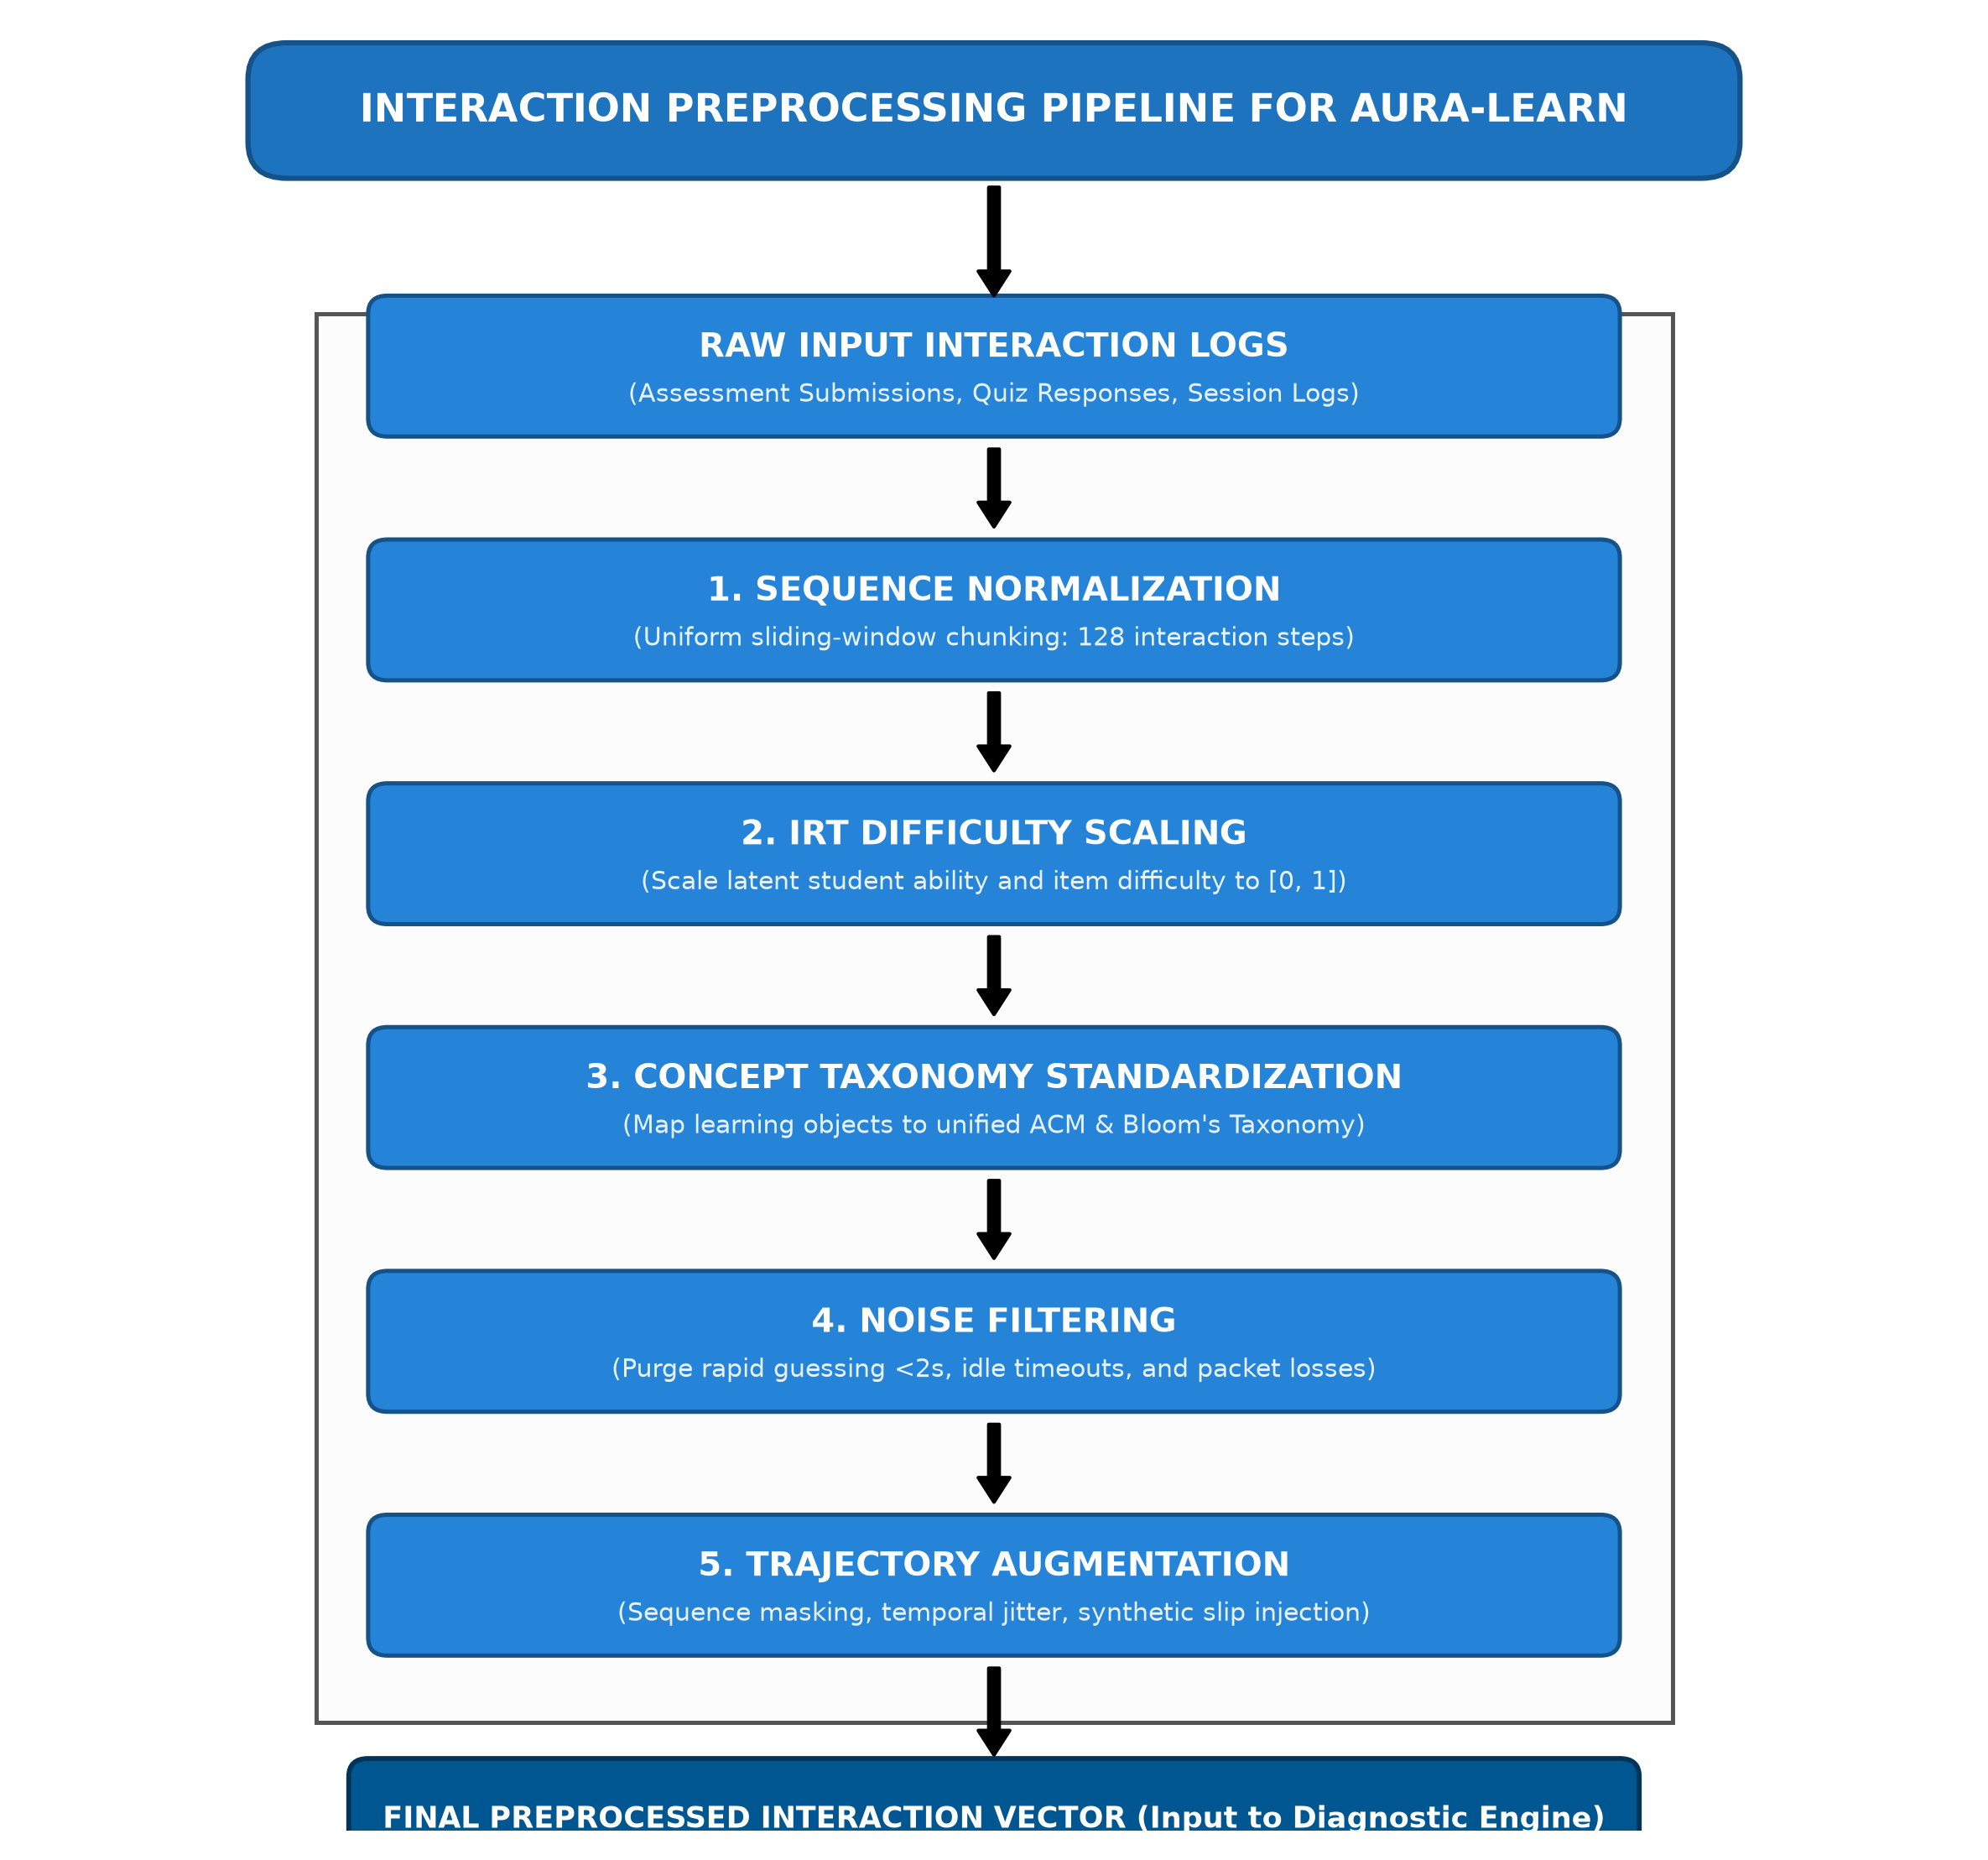 INTERACTION PREPROCESSING PIPELINE FOR AURA-LEARN
RAW INPUT INTERACTION LOGS
(Assessment Submissions, Quiz Responses, Session Logs)
1. SEQUENCE NORMALIZATION
(Uniform sliding-window chunking: 128 interaction steps)
2. IRT DIFFICULTY SCALING
(Scale latent student ability and item difficulty to [0, 1])
3. CONCEPT TAXONOMY STANDARDIZATION
(Map learning objects to unified ACM & Bloom's Taxonomy)
4. NOISE FILTERING
(Purge rapid guessing <2s, idle timeouts, and packet losses)
5. TRAJECTORY AUGMENTATION
(Sequence masking, temporal jitter, synthetic slip injection)
FINAL PREPROCESSED INTERACTION VECTOR (Input to Diagnostic Engine)